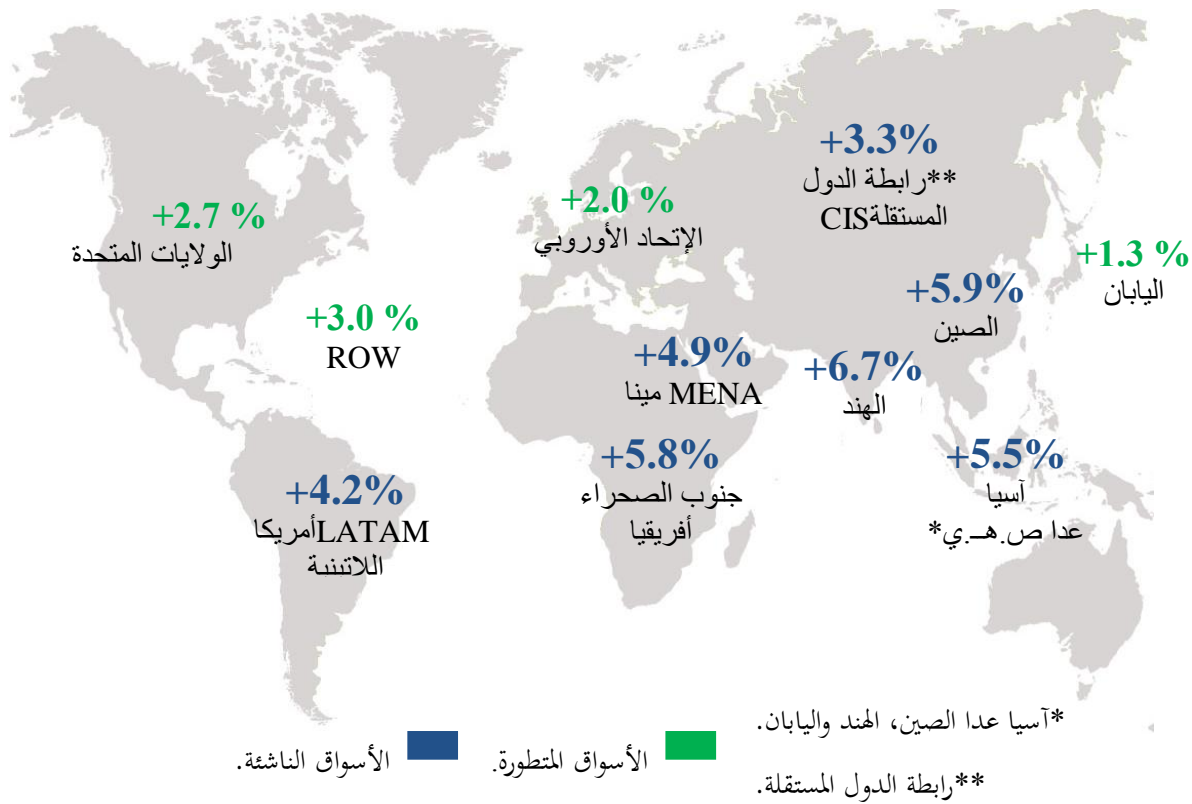 +3.3%
**رابطة الدول
المستقلةCIS
+2.7 %
الولايات المتحدة
+2.0 %
الإتحاد الأوروبي
+1.3 %
اليابان
+5.9%
الصين
+3.0 %
ROW
+4.9%
MENA مينا
+6.7%
الهند
+5.8%
جنوب الصحراء
أفريقيا
+5.5%
آسيا
عدا ص.هـ.ي*
+4.2%
LATAMأمريكا
اللاتينية
*آسيا عدا الصين، الهند واليابان.
الأسواق المتطورة.
الأسواق الناشئة.
**رابطة الدول المستقلة.